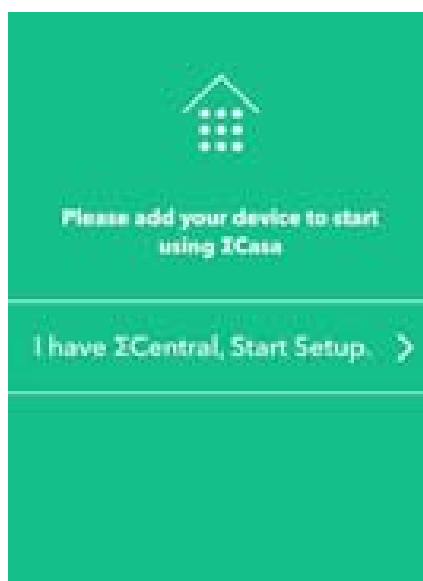 Please add your device to start
using ΣCasa
I have ΣCentral, Start Setup.